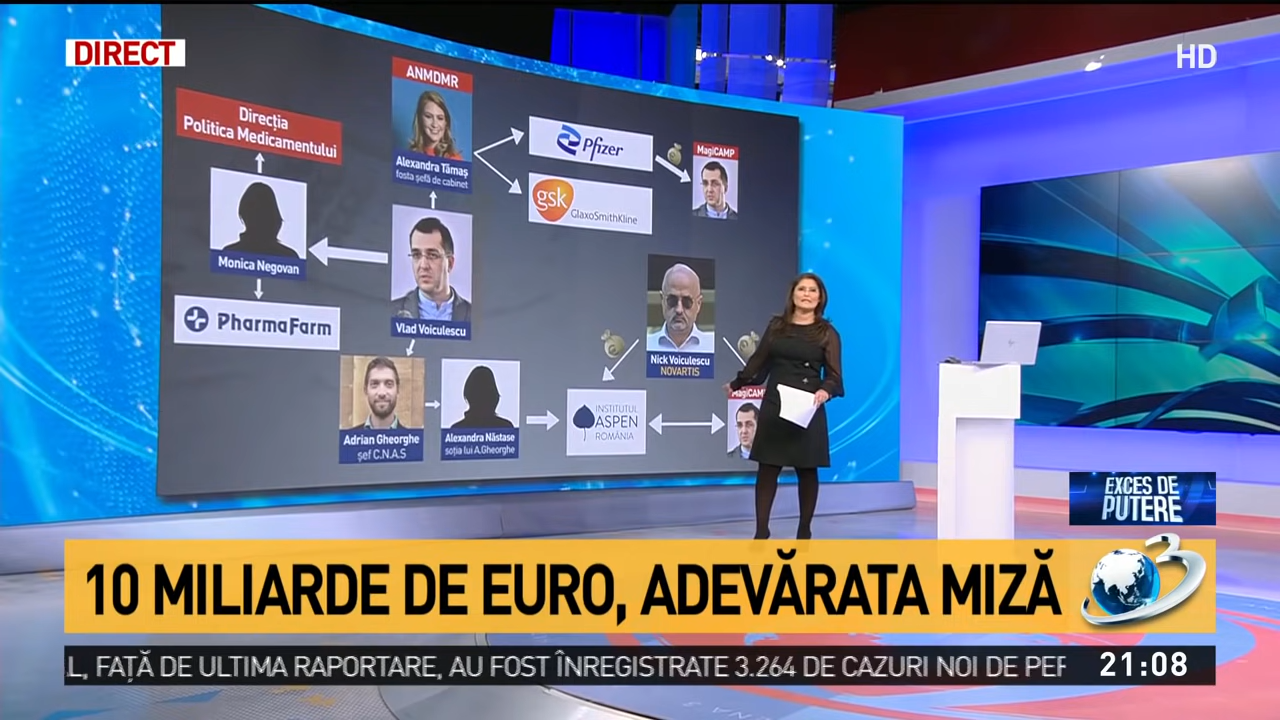 DIRECT
HD
ANMDMR
Direcția
Politica Medicamentului
Alexandra Tămaș
fosta șefă de cabinet
Pfizer
MagiCAMP
gsk
GlaxoSmithKline
Monica Negovan
PharmaFarm
Vlad Voiculescu
Nick Voiculescu
NOVARTIS
Adrian Gheorghe
șef C.N.A.S
Alexandra Năstase
soția lui A.Gheorghe
INSTITUTUL
ASPEN
ROMÂNIA
MagiCAMP
EXCES DE
PUTERE
10 MILIARDE DE EURO, ADEVĂRATA MIZĂ
3
L, FAȚĂ DE ULTIMA RAPORTARE, AU FOST ÎNREGISTRATE 3.264 DE CAZURI NOI DE PER
21:08